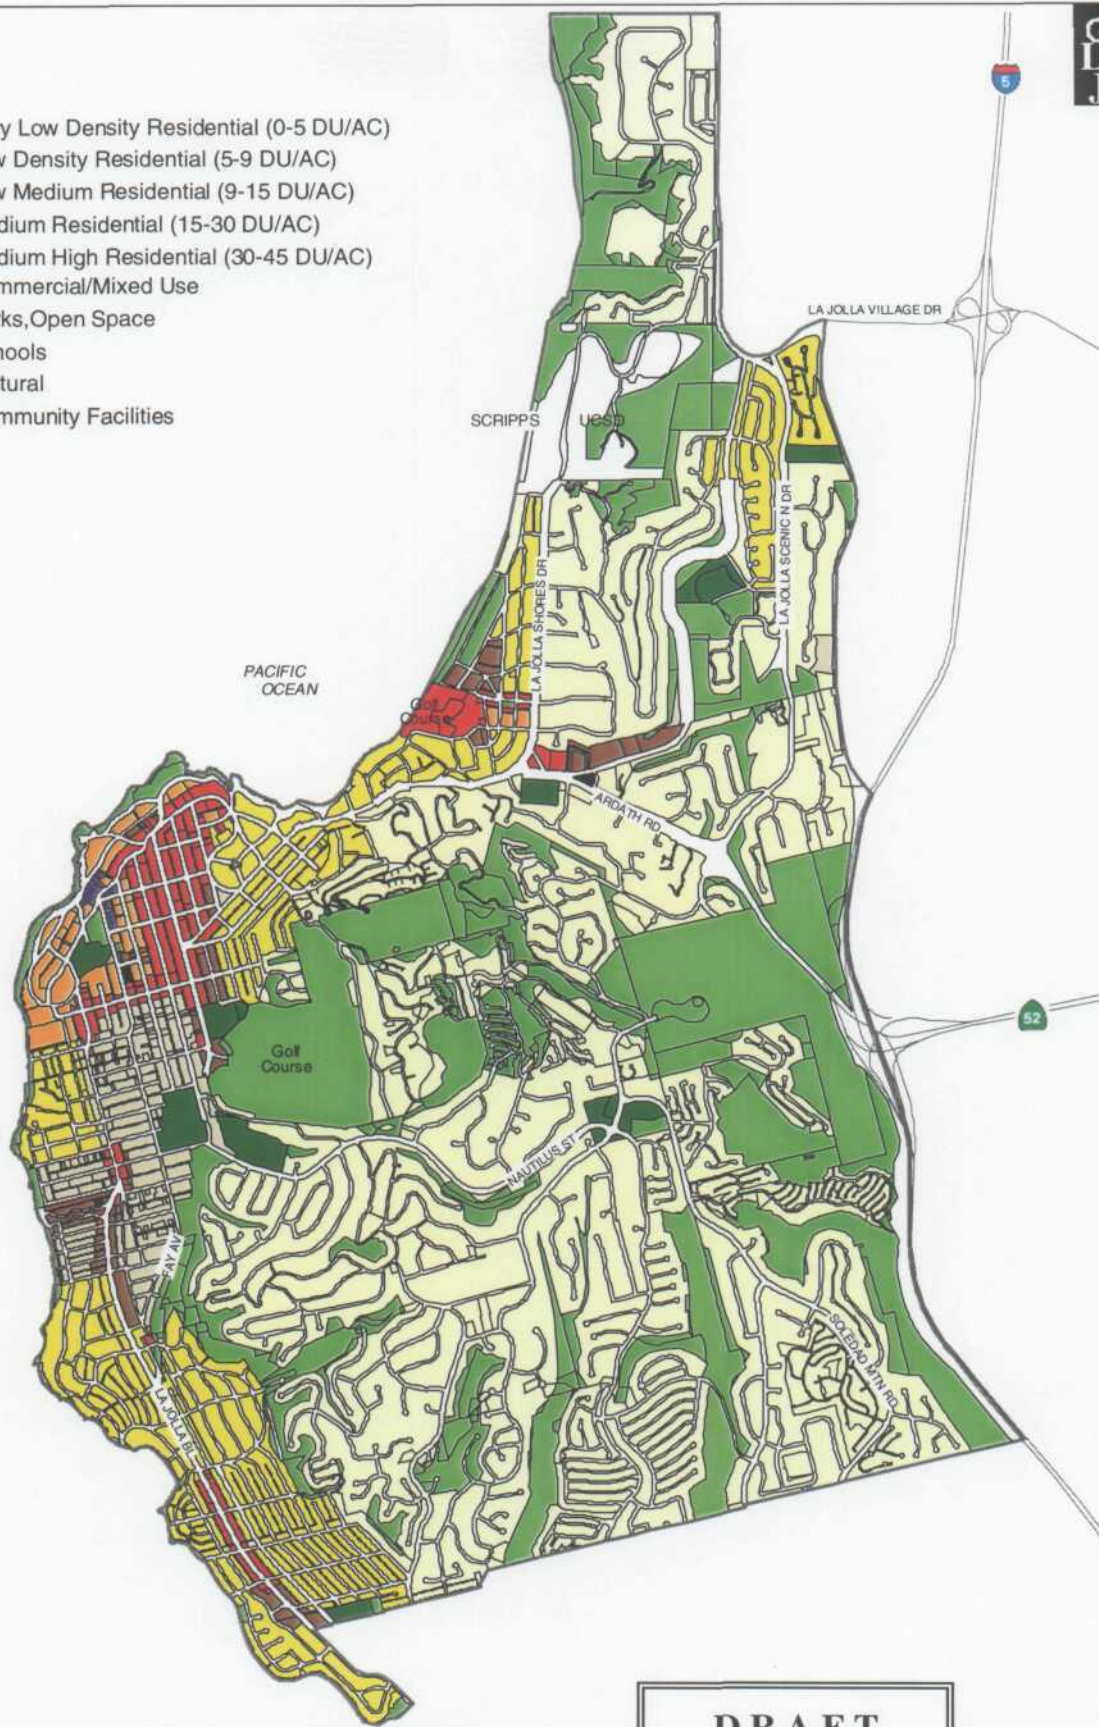 y Low Density Residential (0-5 DU/AC)
w Density Residential (5-9 DU/AC)
w Medium Residential (9-15 DU/AC)
dium Residential (15-30 DU/AC)
dium High Residential (30-45 DU/AC)
mmercial/Mixed Use
rks,Open Space
hools
tural
mmunity Facilities
5
LA JOLLA VILLAGE DR
SCRIPPS
UCSD
LA JOLLA SCENIC N DR
LA JOLLA SHORES DR
PACIFIC
OCEAN
Golf
Course
ARDATH RD
52
Golf
Course
NAUTILUS ST
FAY AV
SOLEDAD MTN RD
LA JOLLA BL
DRAFT